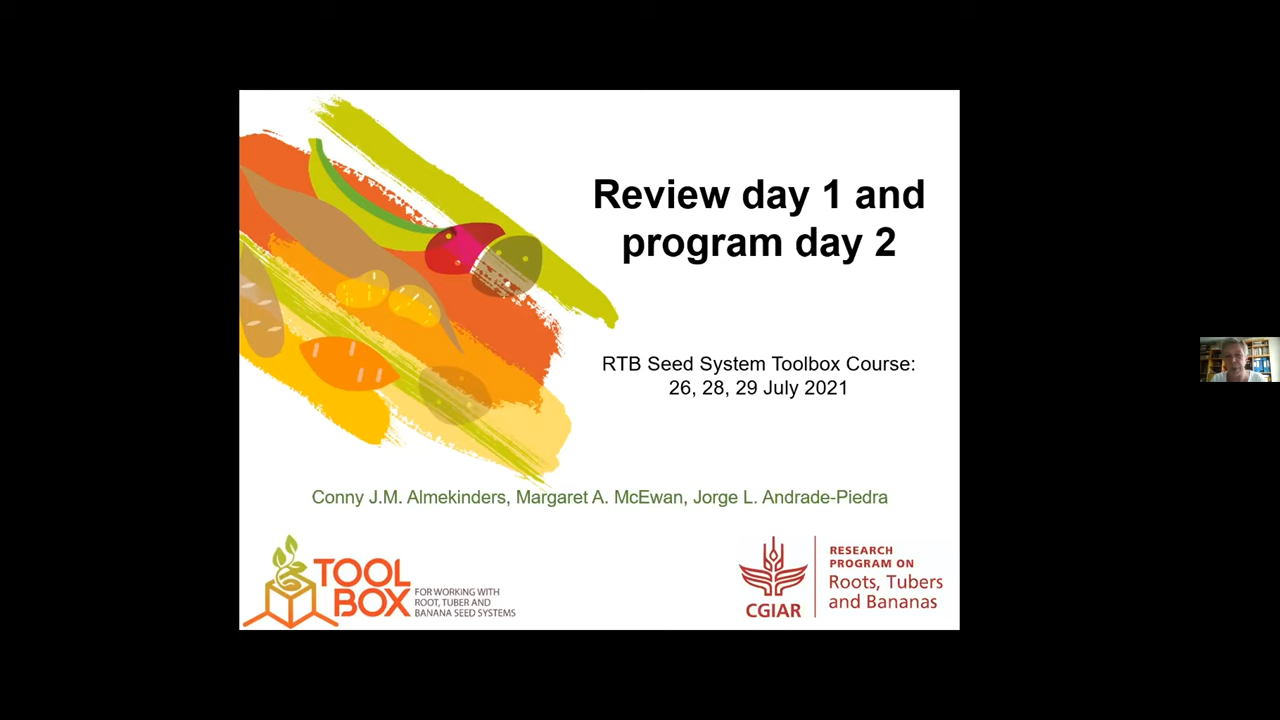 Review day 1 and
program day 2
RTB Seed System Toolbox Course:
26, 28, 29 July 2021
Conny J.M. Almekinders, Margaret A. McEwan, Jorge L. Andrade-Piedra
TOOL
BOX
FOR WORKING WITH
ROOT, TUBER AND
BANANA SEED SYSTEMS
CGIAR
RESEARCH
PROGRAM ON
Roots, Tubers
and Bananas